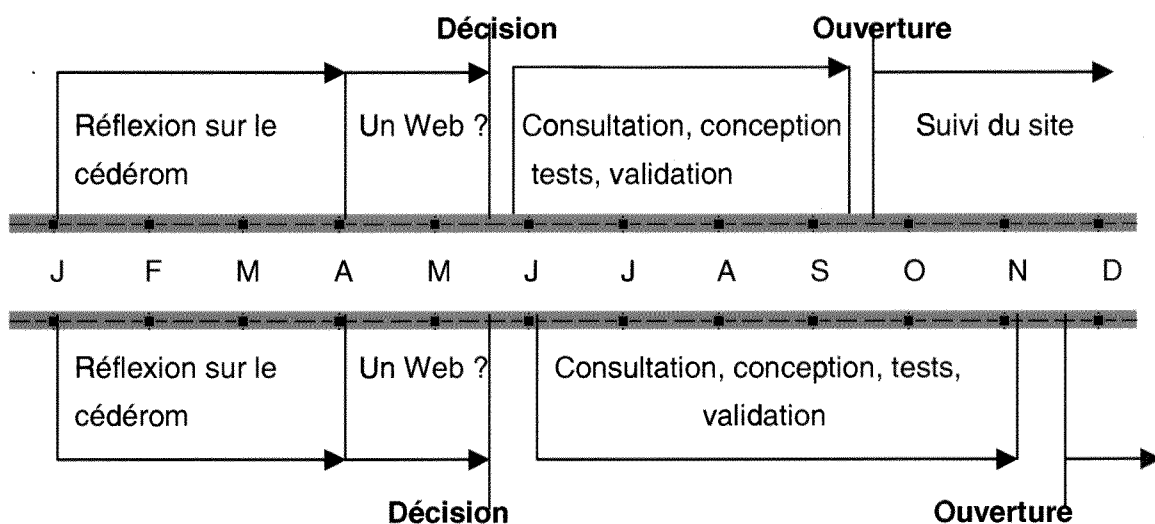 Décision Ouverture
Réflexion sur le Un Web ? Consultation, conception Suivi du site
cédérom tests, validation
J F M A M J J A S O N D
Réflexion sur le Un Web ? Consultation, conception, tests,
cédérom validation
Décision Ouverture